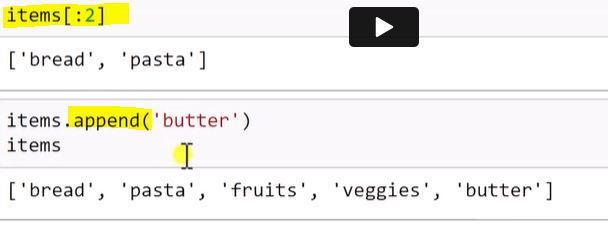 items[:2]
['bread', 'pasta']
items.append('butter')
items
['bread', 'pasta', 'fruits', 'veggies', 'butter']